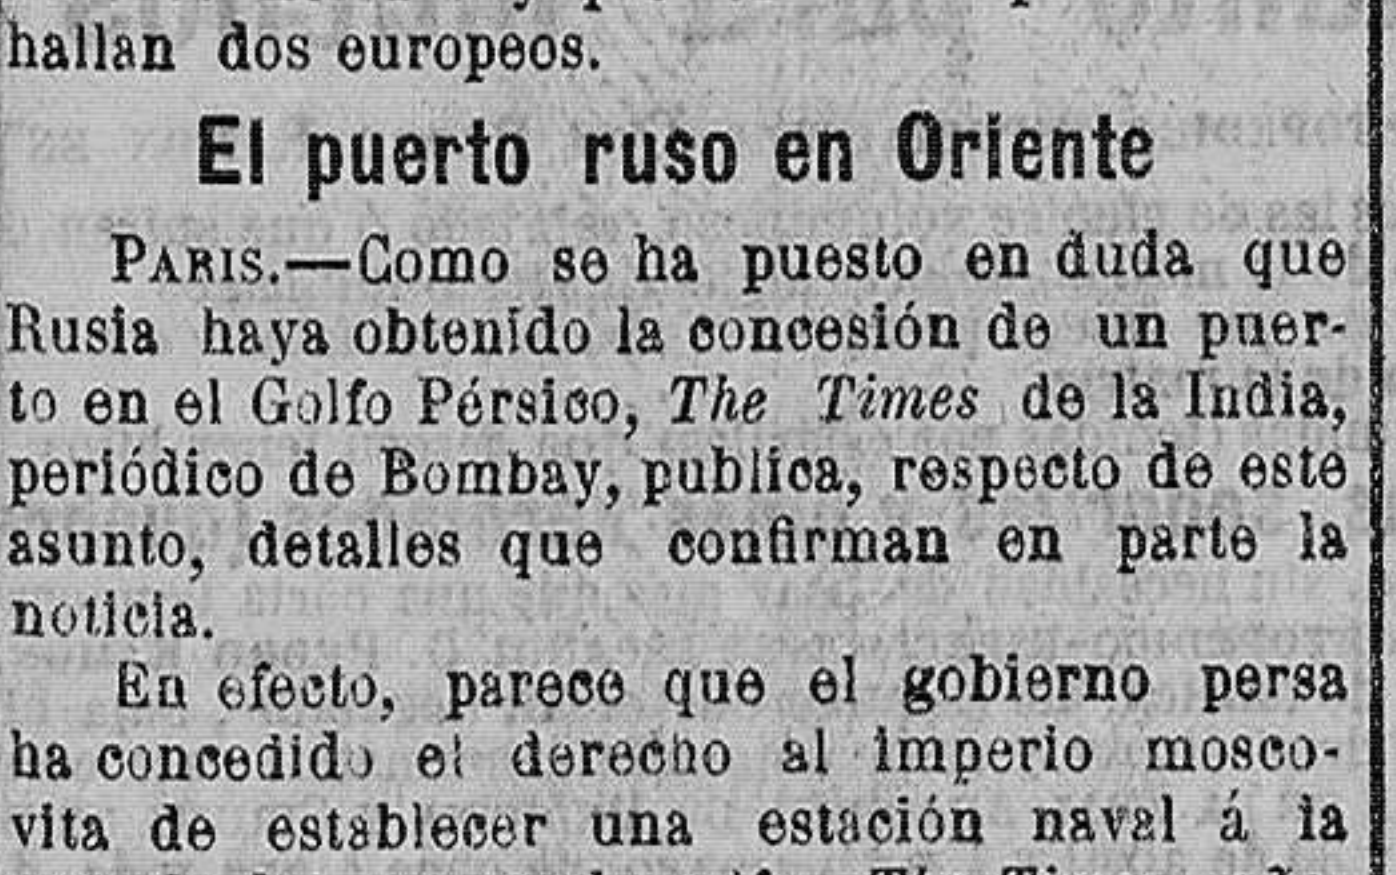 hallan dos europeos.
El puerto ruso en Oriente
PARIS.—Como se ha puesto en duda que
Rusia haya obtenido la concesión de un puer-
to en el Golfo Pérsico, The Times de la India,
periódico de Bombay, publica, respecto de este
asunto, detalles que confirman en parte la
noticia.
En efecto, parece que el gobierno persa
ha concedido el derecho al imperio mosco-
vita de establecer una estación naval á la